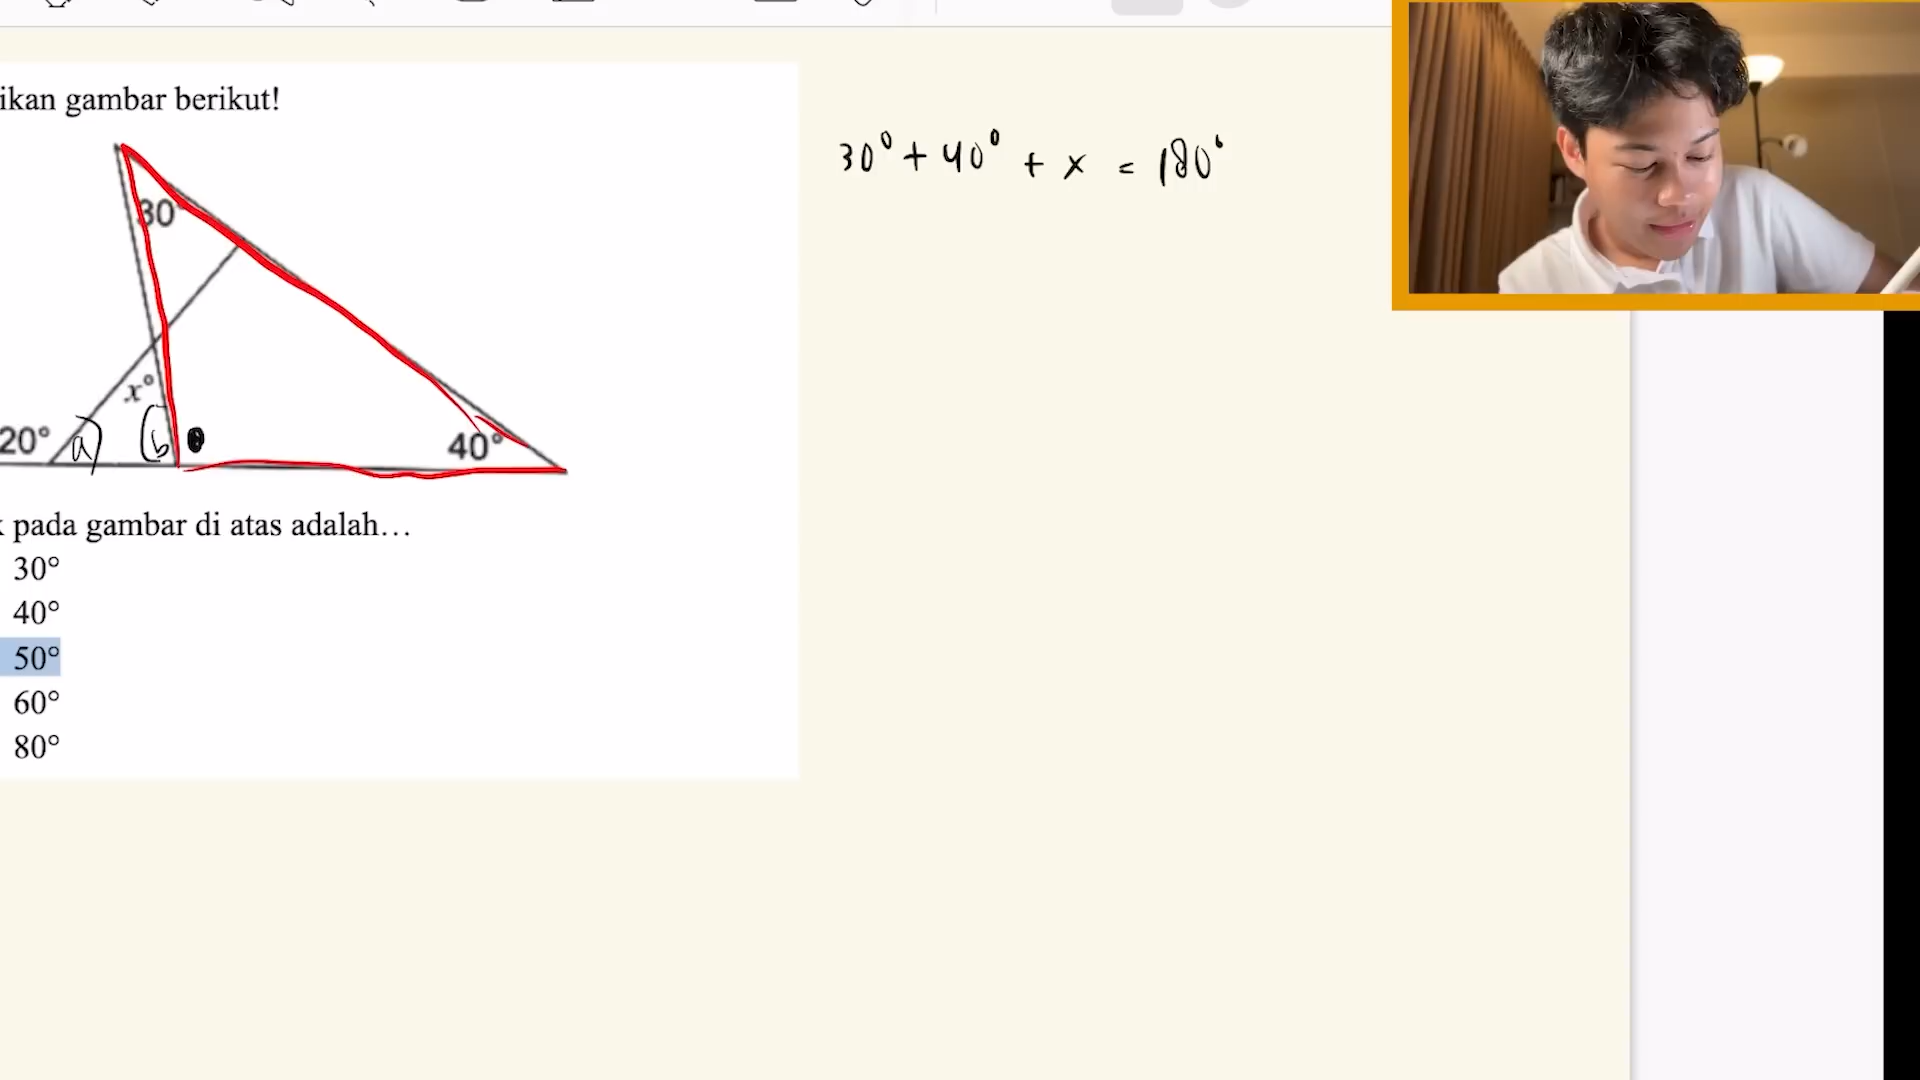 ikan gambar berikut!
30°
30° + 40° + x = 180°
x°
20°
a
b
40°
pada gambar di atas adalah...
30°
40°
50°
60°
80°